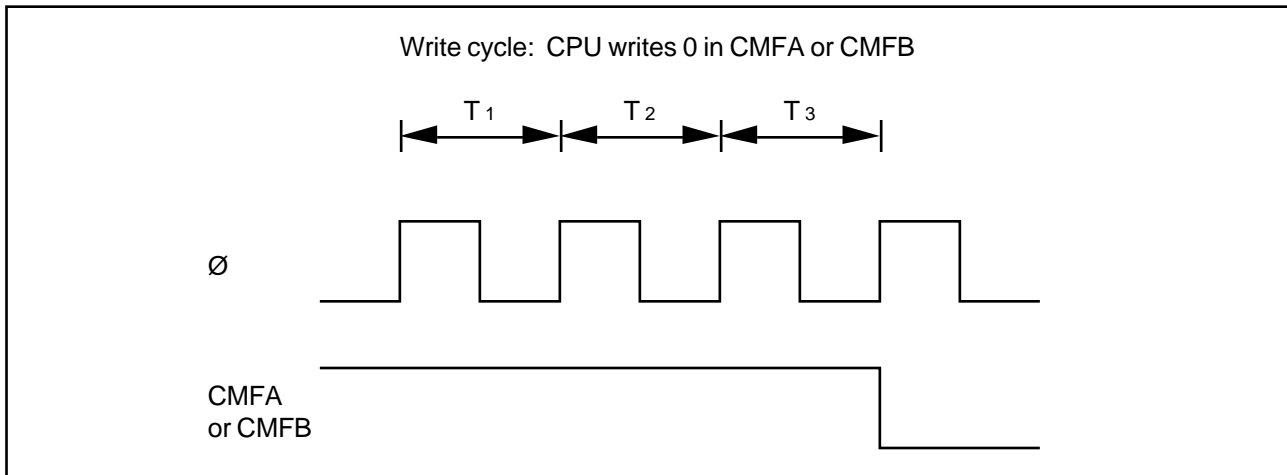 Write cycle: CPU writes 0 in CMFA or CMFB
T1 T2 T3
Ø
CMFA
or CMFB